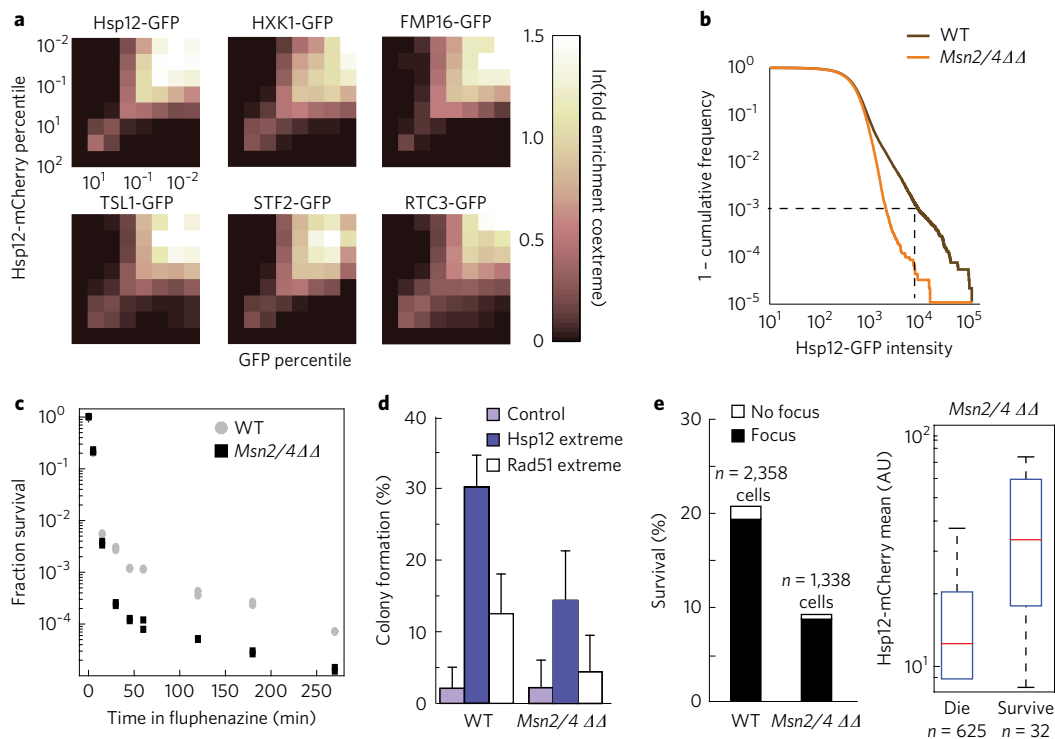 a
Hsp12-GFP HXK1-GFP FMP16-GFP
10⁻²
10⁻¹
10¹
10²
10¹ 10⁻¹ 10⁻²
Hsp12-mCherry percentile
TSL1-GFP STF2-GFP RTC3-GFP
GFP percentile
1.5
1.0
0.5
0
ln(fold enrichment coextreme)
b
WT
Msn2/4ΔΔ
10⁰
10⁻¹
10⁻²
10⁻³
10⁻⁴
10⁻⁵
1 – cumulative frequency
10¹ 10² 10³ 10⁴ 10⁵
Hsp12-GFP intensity
c
WT
Msn2/4ΔΔ
10⁰
10⁻¹
10⁻²
10⁻³
10⁻⁴
Fraction survival
0 50 100 150 200 250
Time in fluphenazine (min)
d
Control
Hsp12 extreme
Rad51 extreme
40
30
20
10
0
Colony formation (%)
WT Msn2/4 ΔΔ
e
No focus
Focus
30
20
10
0
Survival (%)
n = 2,358
cells
n = 1,338
cells
WT Msn2/4 ΔΔ
Msn2/4 ΔΔ
10²
10¹
Hsp12-mCherry mean (AU)
Die Survive
n = 625 n = 32